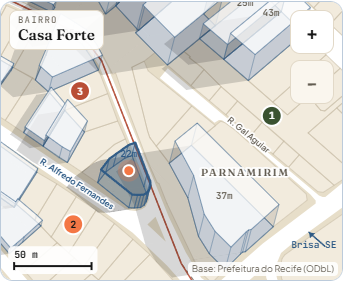 BAIRRO
Casa Forte
25m
43m
+
−
3
1
R. Gal Aguiar
22m
R. Alfredo Fernandes
PARNAMIRIM
37m
2
Brisa SE
50 m
Base: Prefeitura do Recife (ODbL)